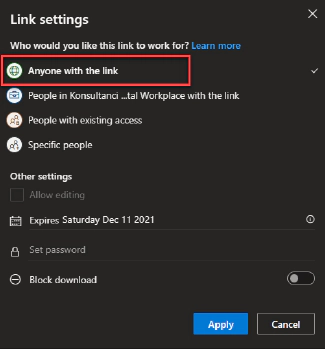 Link settings
Who would you like this link to work for? Learn more
Anyone with the link
People in Konsultanci ...tal Workplace with the link
People with existing access
Specific people
Other settings
Allow editing
Expires Saturday Dec 11 2021
Set password
Block download
Apply Cancel